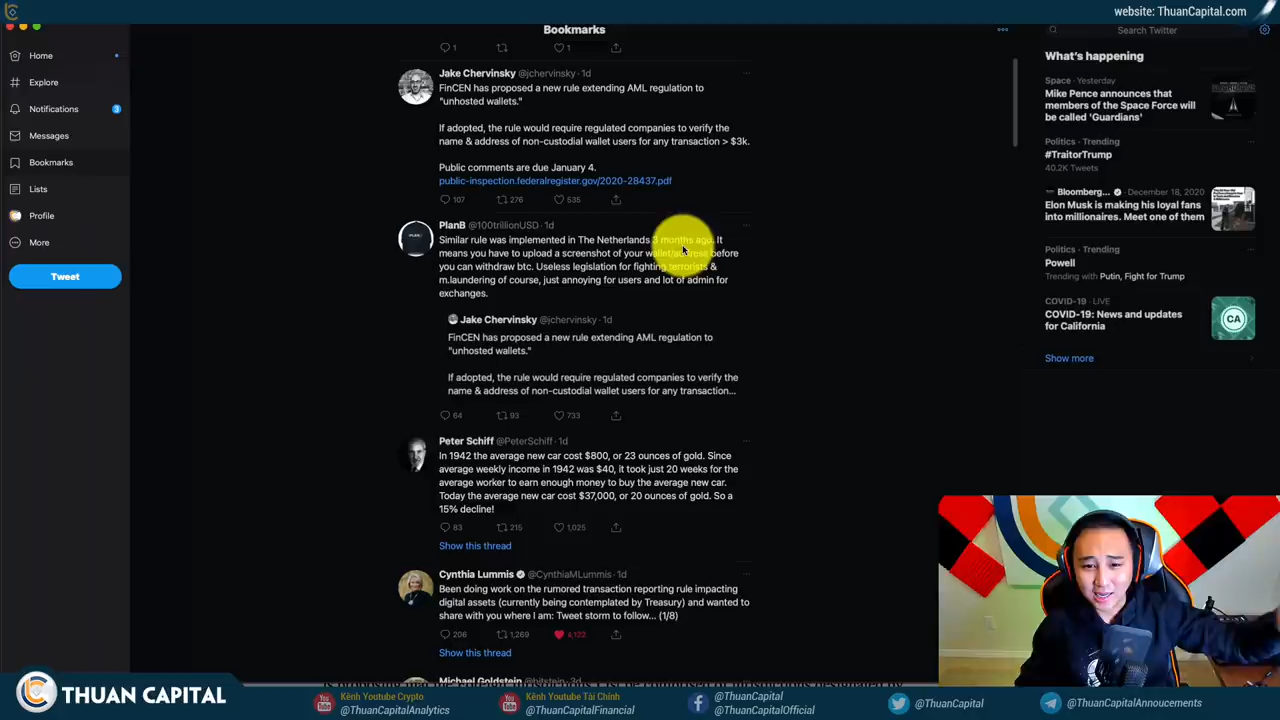 website: ThuanCapital.com
Bookmarks
Search Twitter
Home
Explore
Notifications
3
Messages
Bookmarks
Lists
Profile
More
Tweet
1
1
Jake Chervinsky @jchervinsky · 1d
FinCEN has proposed a new rule extending AML regulation to
"unhosted wallets."
If adopted, the rule would require regulated companies to verify the
name & address of non-custodial wallet users for any transaction > $3k.
Public comments are due January 4.
public-inspection.federalregister.gov/2020-28437.pdf
107
276
535
PlanB @100trillionUSD · 1d
Similar rule was implemented in The Netherlands 3 months ago. It
means you have to upload a screenshot of your wallet/address before
you can withdraw btc. Useless legislation for fighting terrorists &
m.laundering of course, just annoying for users and lot of admin for
exchanges.
Jake Chervinsky @jchervinsky · 1d
FinCEN has proposed a new rule extending AML regulation to
"unhosted wallets."
If adopted, the rule would require regulated companies to verify the
name & address of non-custodial wallet users for any transaction...
64
93
733
Peter Schiff @PeterSchiff · 1d
In 1942 the average new car cost $800, or 23 ounces of gold. Since
average weekly income in 1942 was $40, it took just 20 weeks for the
average worker to earn enough money to buy the average new car.
Today the average new car cost $37,000, or 20 ounces of gold. So a
15% decline!
83
215
1,025
Show this thread
Cynthia Lummis @CynthiaMLummis · 1d
Been doing work on the rumored transaction reporting rule impacting
digital assets (currently being contemplated by Treasury) and wanted to
share with you where I am: Tweet storm to follow... (1/8)
206
1,269
4,122
Show this thread
Michael Goldstein @bitstein · 3d
What's happening
Space · Yesterday
Mike Pence announces that
members of the Space Force will
be called 'Guardians'
Politics · Trending
#TraitorTrump
40.2K Tweets
Bloomberg... December 18, 2020
Elon Musk is making his loyal fans
into millionaires. Meet one of them
Politics · Trending
Powell
Trending with Putin, Fight for Trump
COVID-19 · LIVE
COVID-19: News and updates
for California
CA
Show more
THUAN CAPITAL
Kênh Youtube Crypto
@ThuanCapitalAnalytics
Kênh Youtube Tài Chính
@ThuanCapitalFinancial
@ThuanCapital
@ThuanCapitalOfficial
@ThuanCapital
@ThuanCapitalAnnoucements